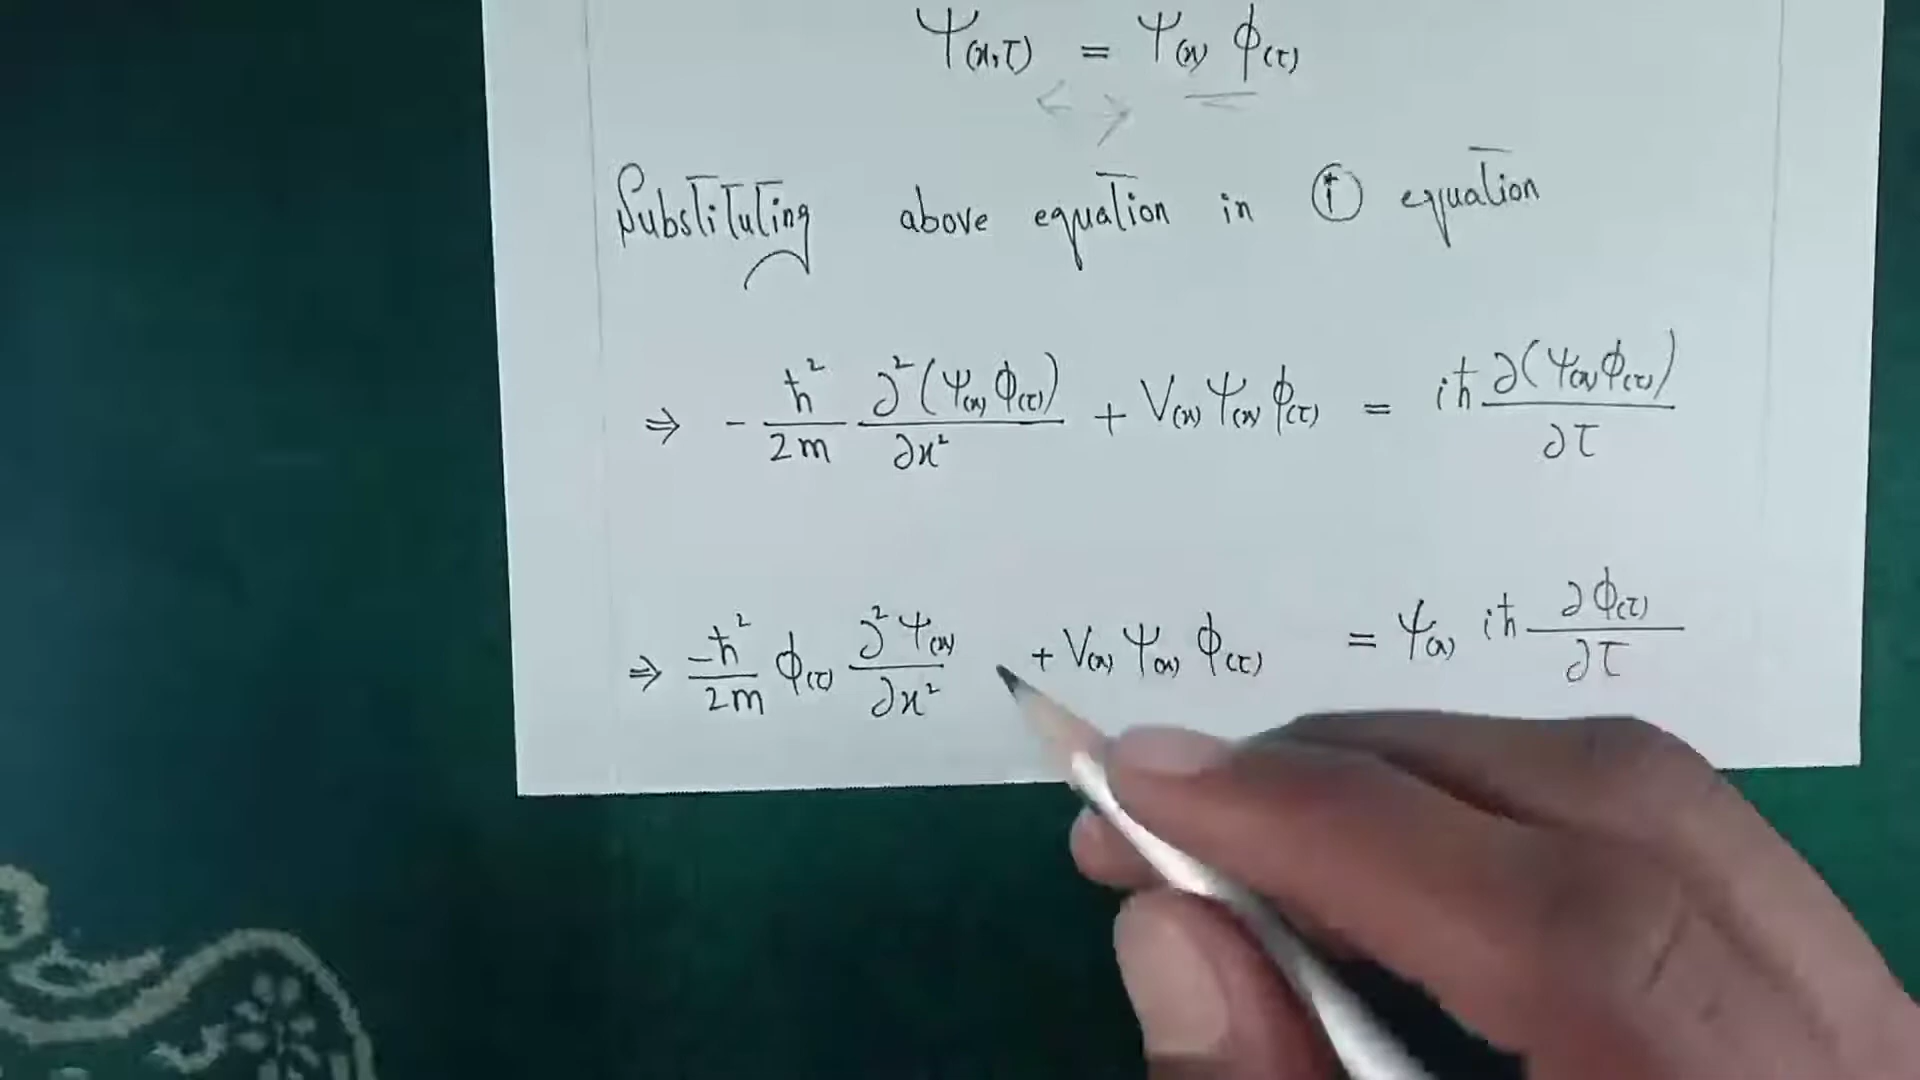 Ψ(x,t) = Ψ(x) ϕ(t)
Substituting above equation in ① equation
⇒ - ħ²/2m ∂²(Ψ(x) ϕ(t))/∂x² + V(x) Ψ(x) ϕ(t) = iħ ∂(Ψ(x) ϕ(t))/∂t
⇒ -ħ²/2m ϕ(t) ∂²Ψ(x)/∂x² + V(x) Ψ(x) ϕ(t) = Ψ(x) iħ ∂ϕ(t)/∂t